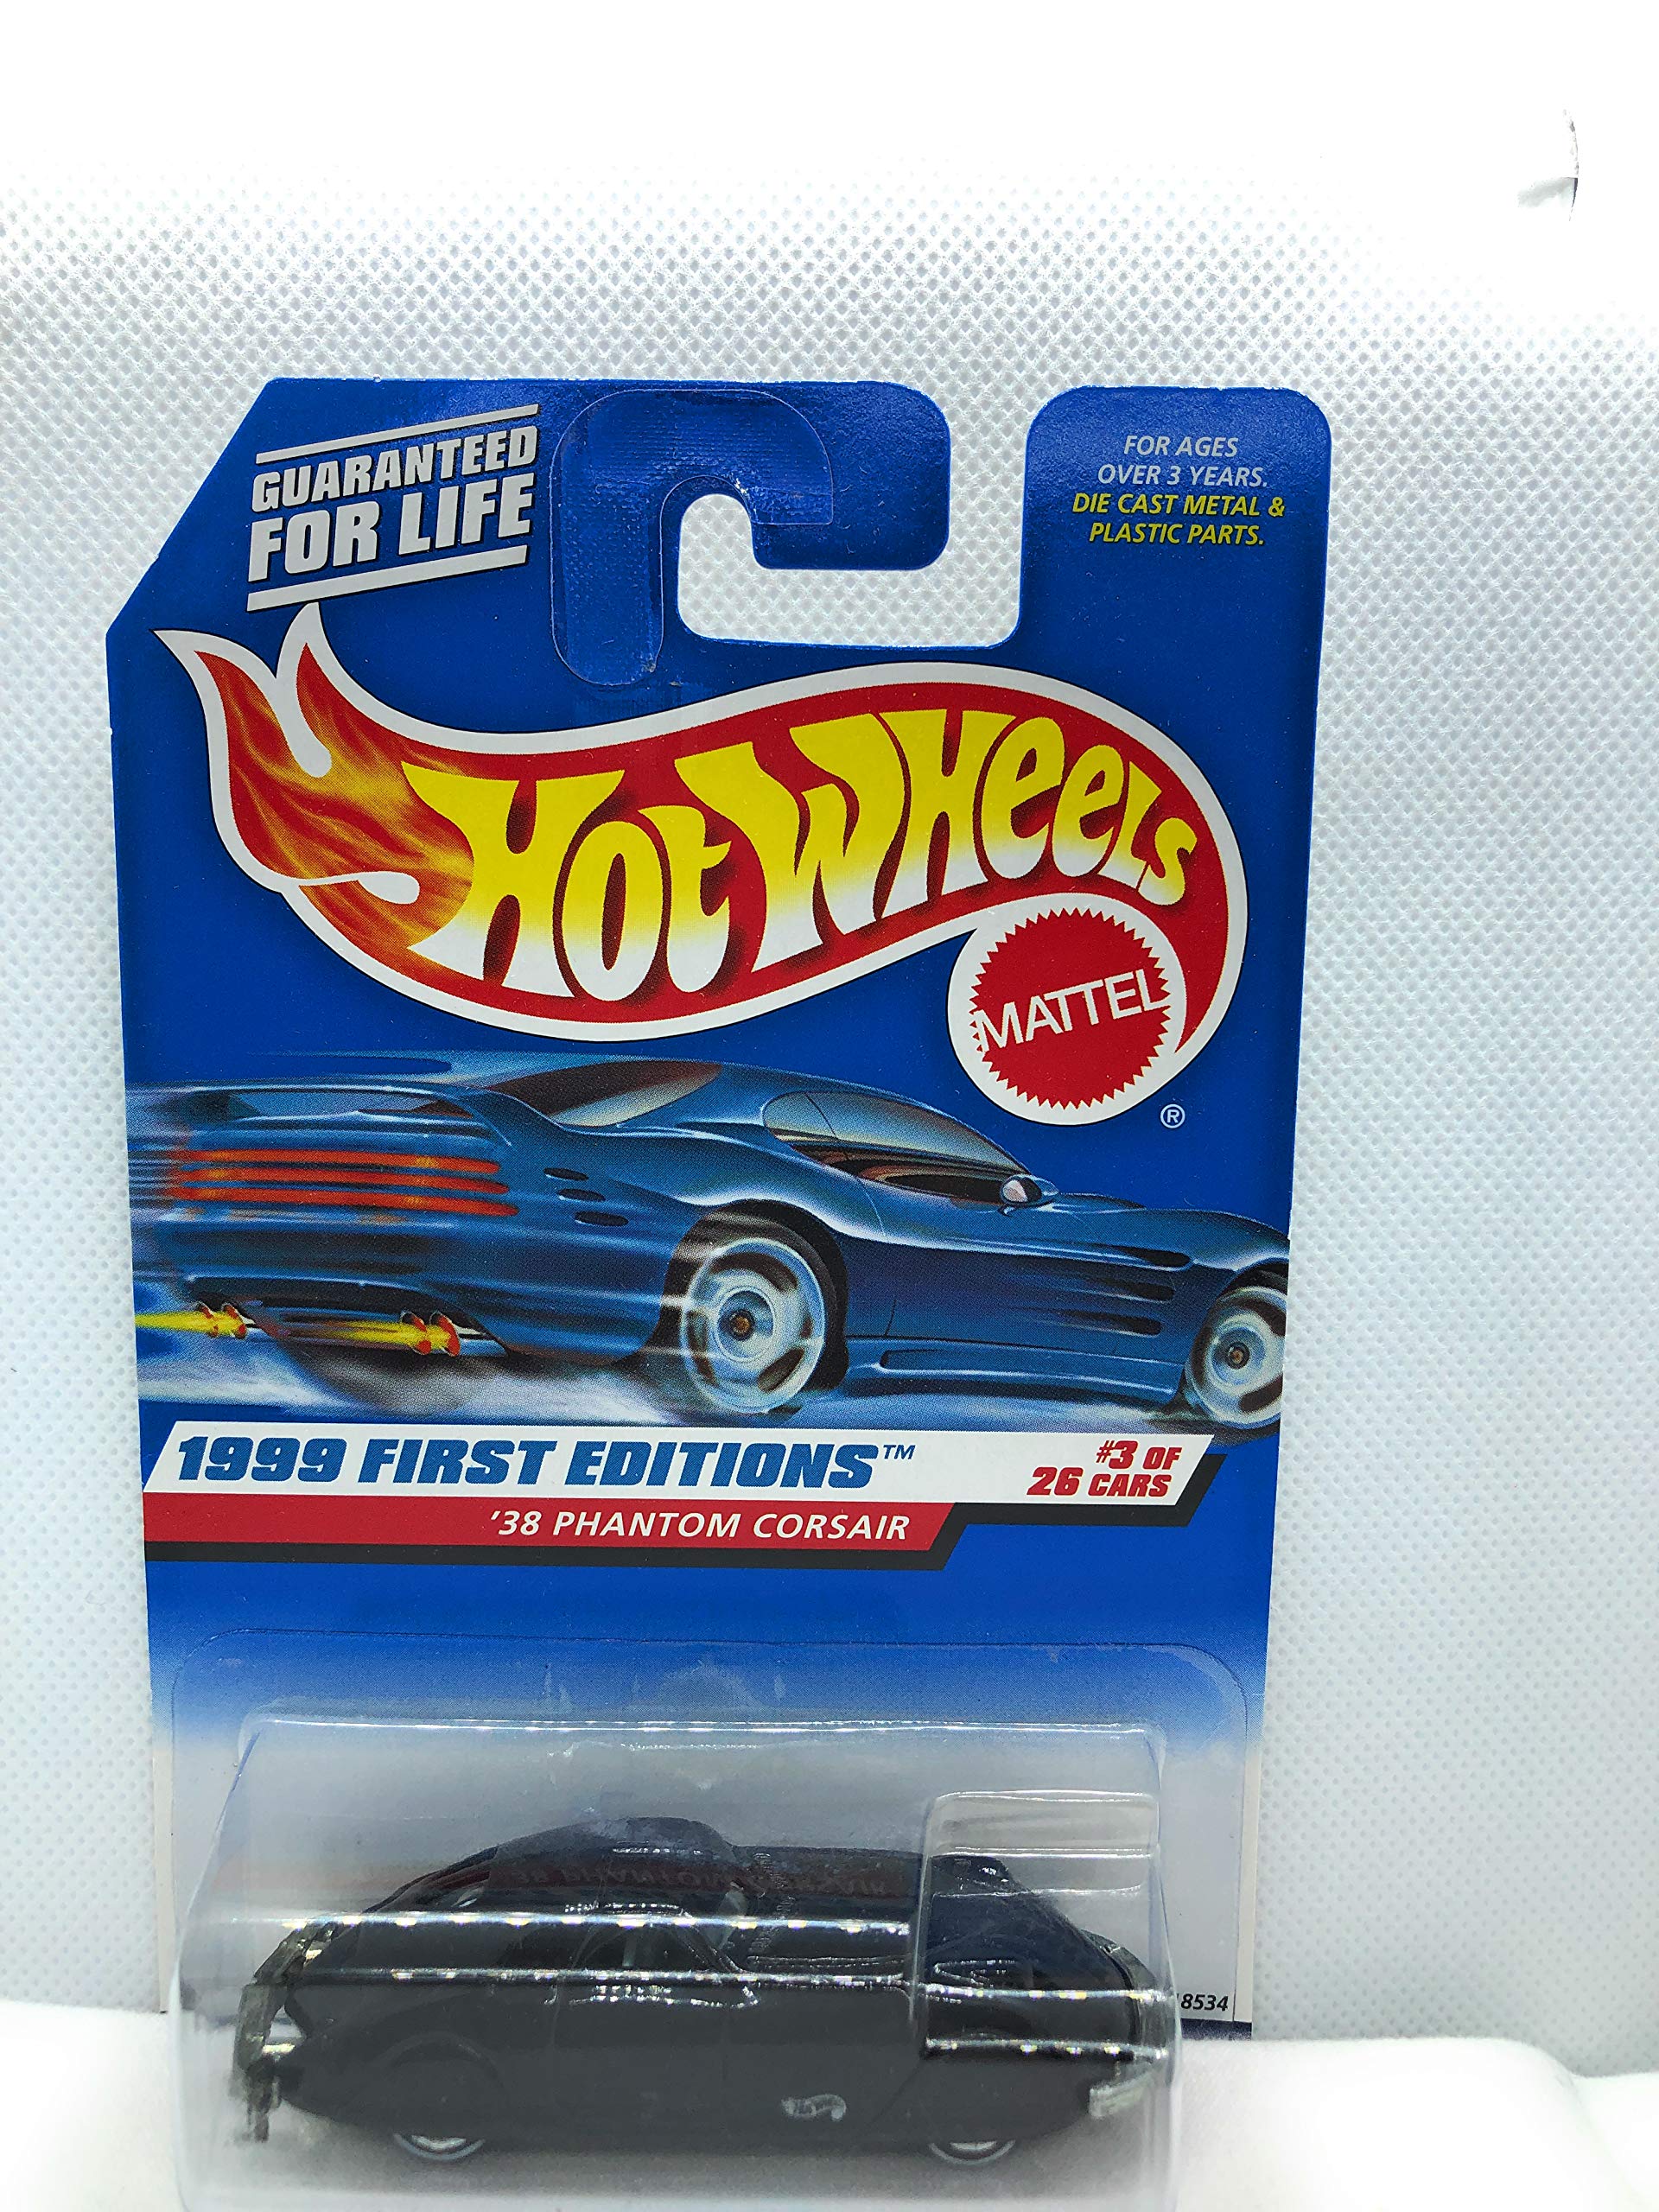 GUARANTEED
FOR LIFE
FOR AGES
OVER 3 YEARS.
DIE CAST METAL &
PLASTIC PARTS.
HOT WHEELS
MATTEL
®
1999 FIRST EDITIONS™
#3 OF
26 CARS
'38 PHANTOM CORSAIR
18534